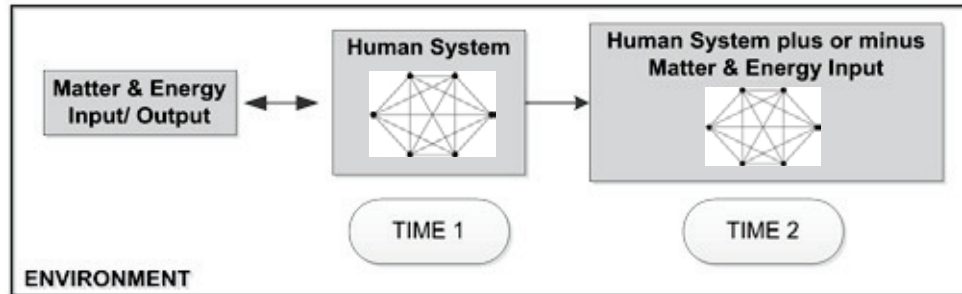 Matter & Energy
Input/ Output
Human System
Human System plus or minus
Matter & Energy Input
TIME 1
TIME 2
ENVIRONMENT